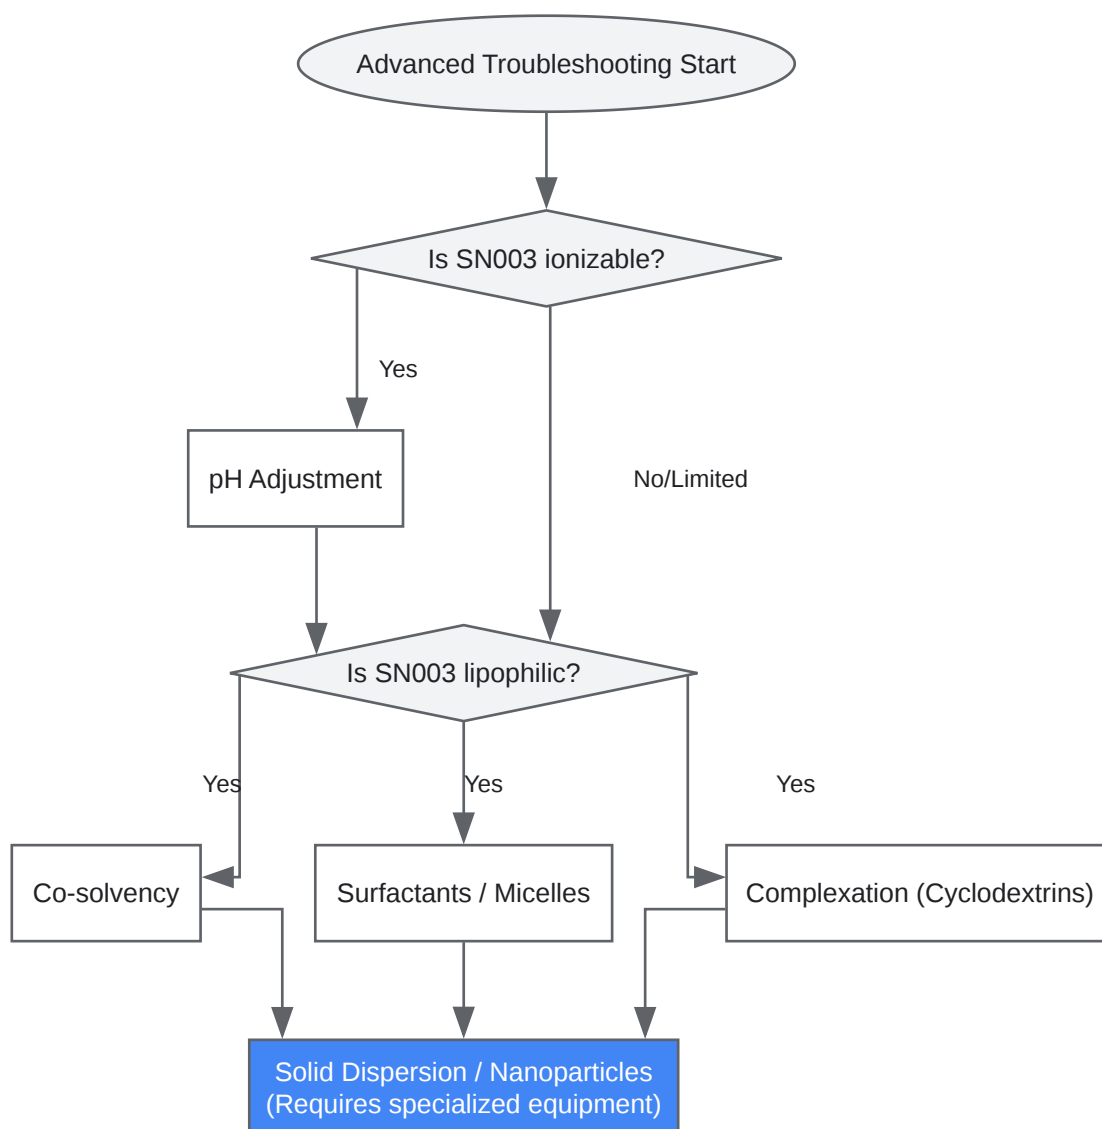 Advanced Troubleshooting Start
Is SN003 ionizable?
Yes
pH Adjustment
No/Limited
Is SN003 lipophilic?
Yes
Yes
Yes
Co-solvency
Surfactants / Micelles
Complexation (Cyclodextrins)
Solid Dispersion / Nanoparticles
(Requires specialized equipment)